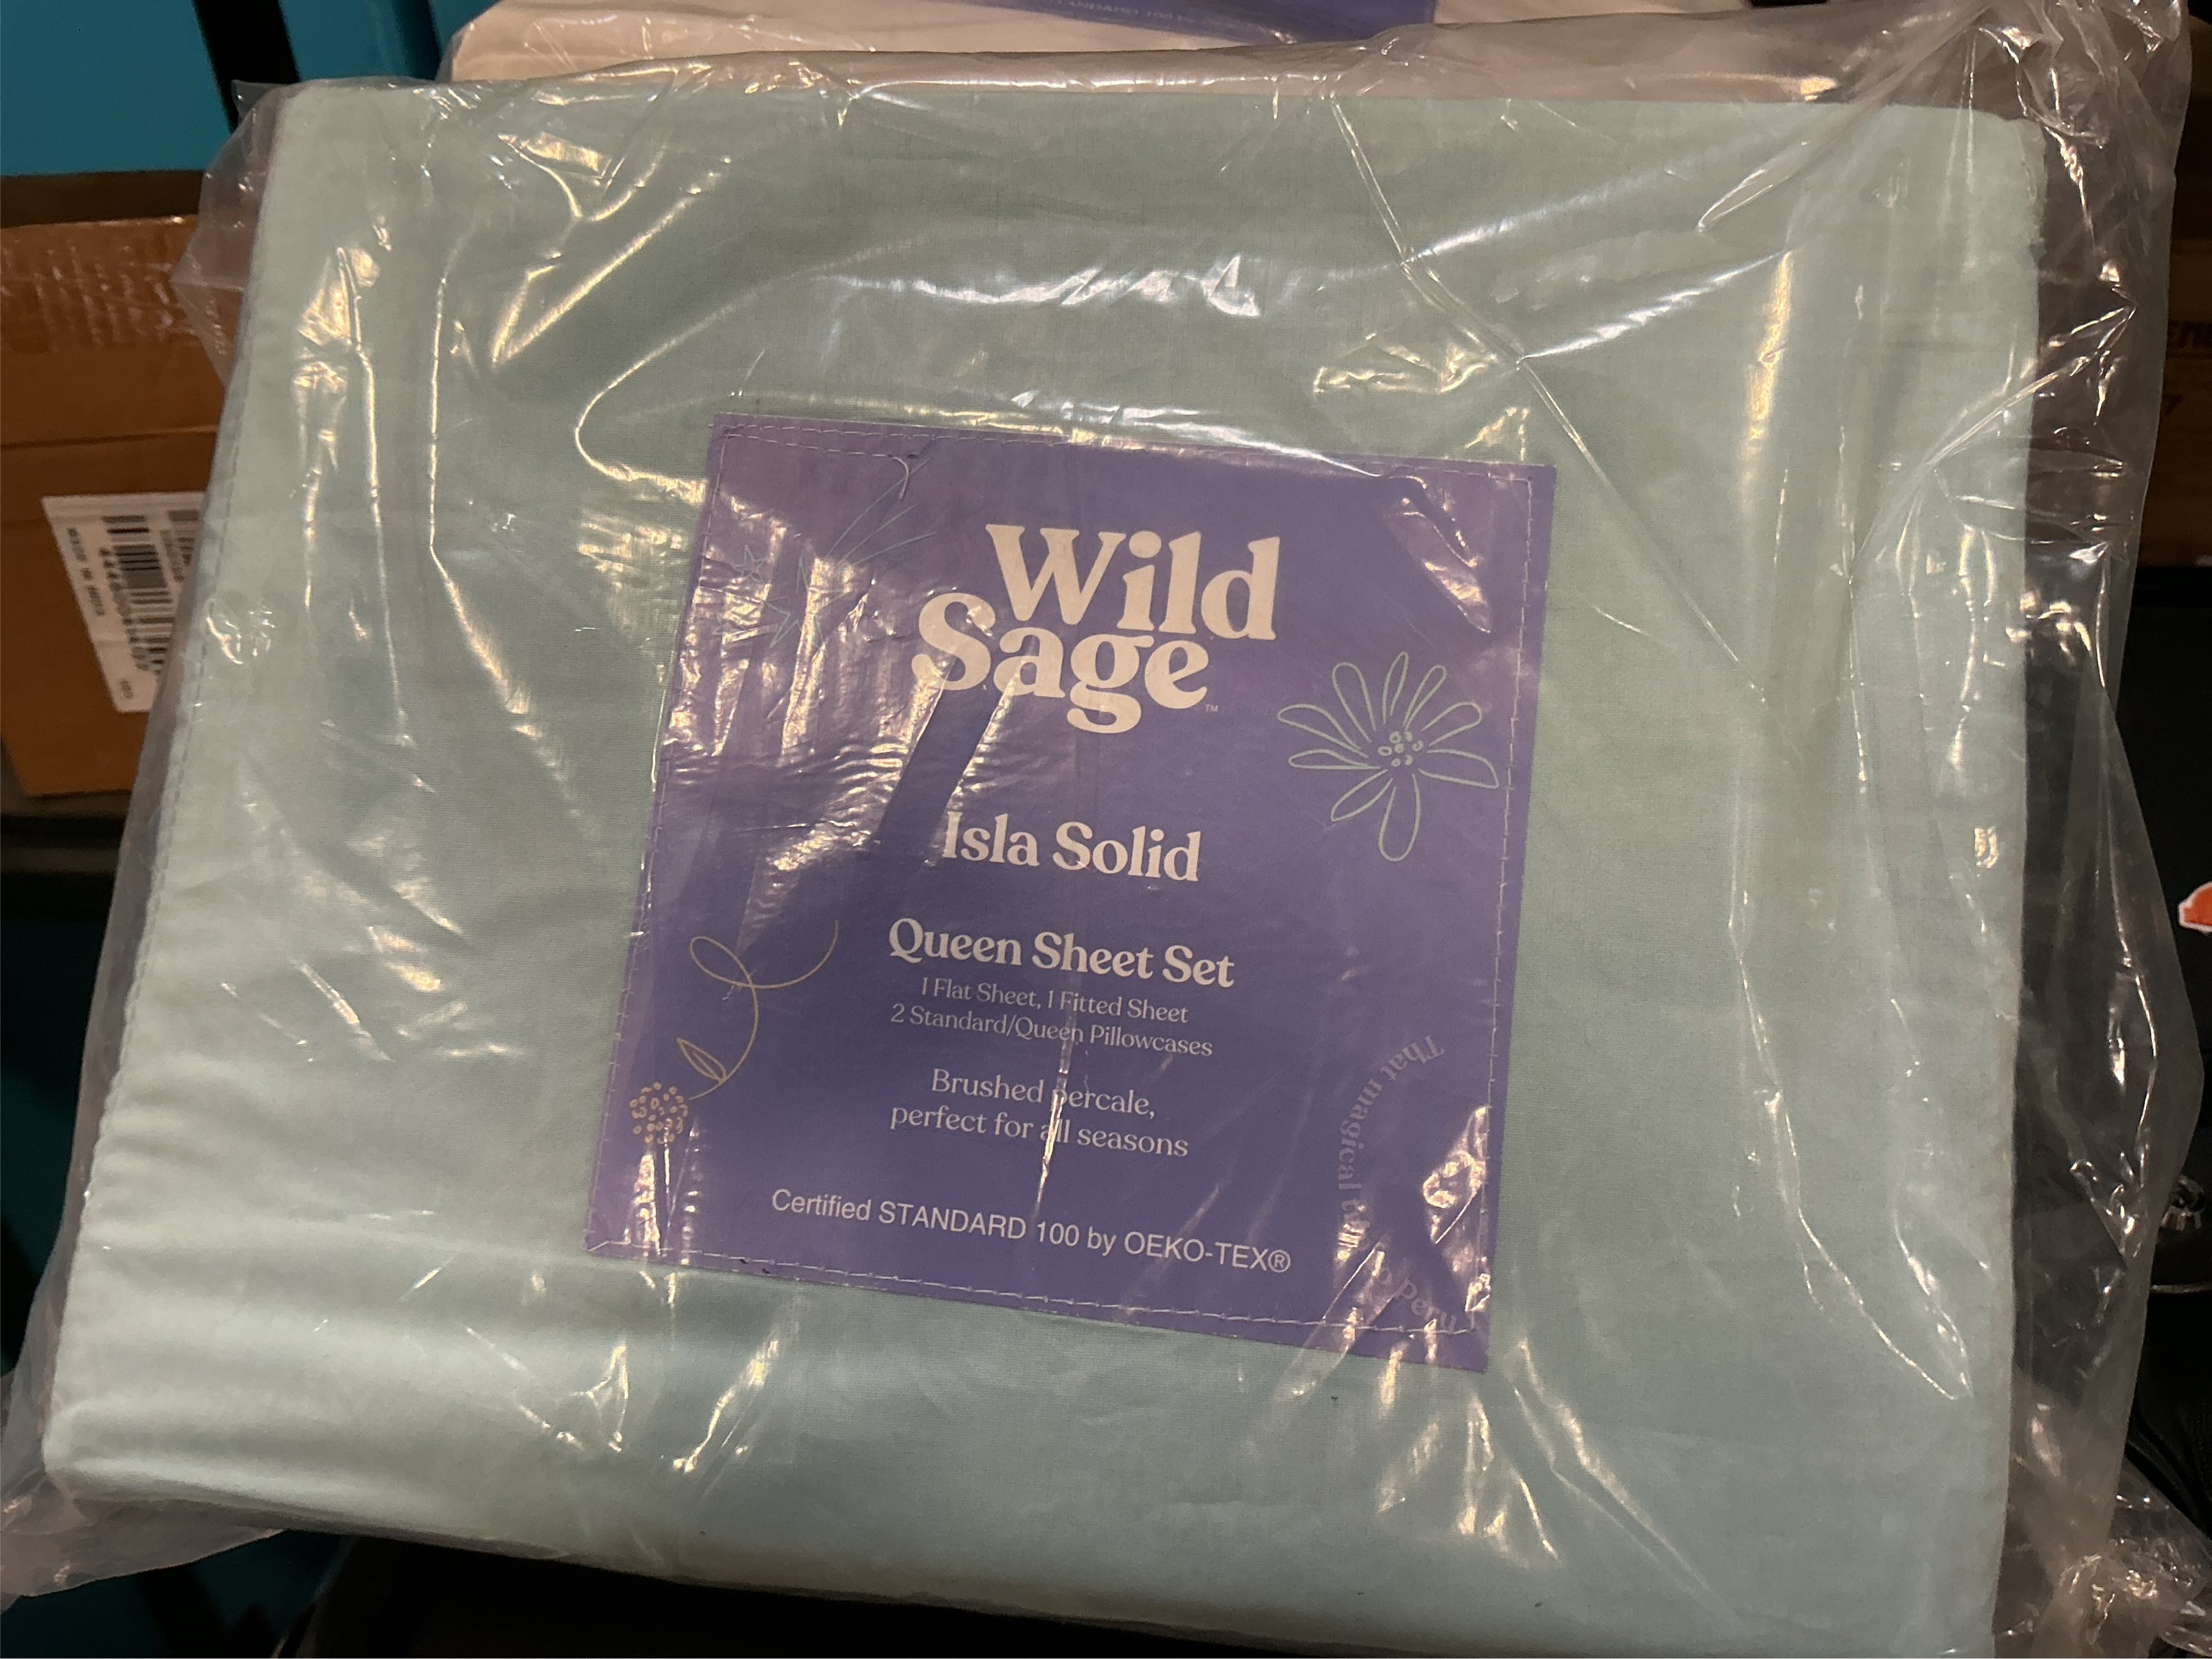 Wild
Sage
TM
Isla Solid
Queen Sheet Set
1 Flat Sheet, 1 Fitted Sheet
2 Standard/Queen Pillowcases
Brushed percale,
perfect for all seasons
Certified STANDARD 100 by OEKO-TEX®
That magical